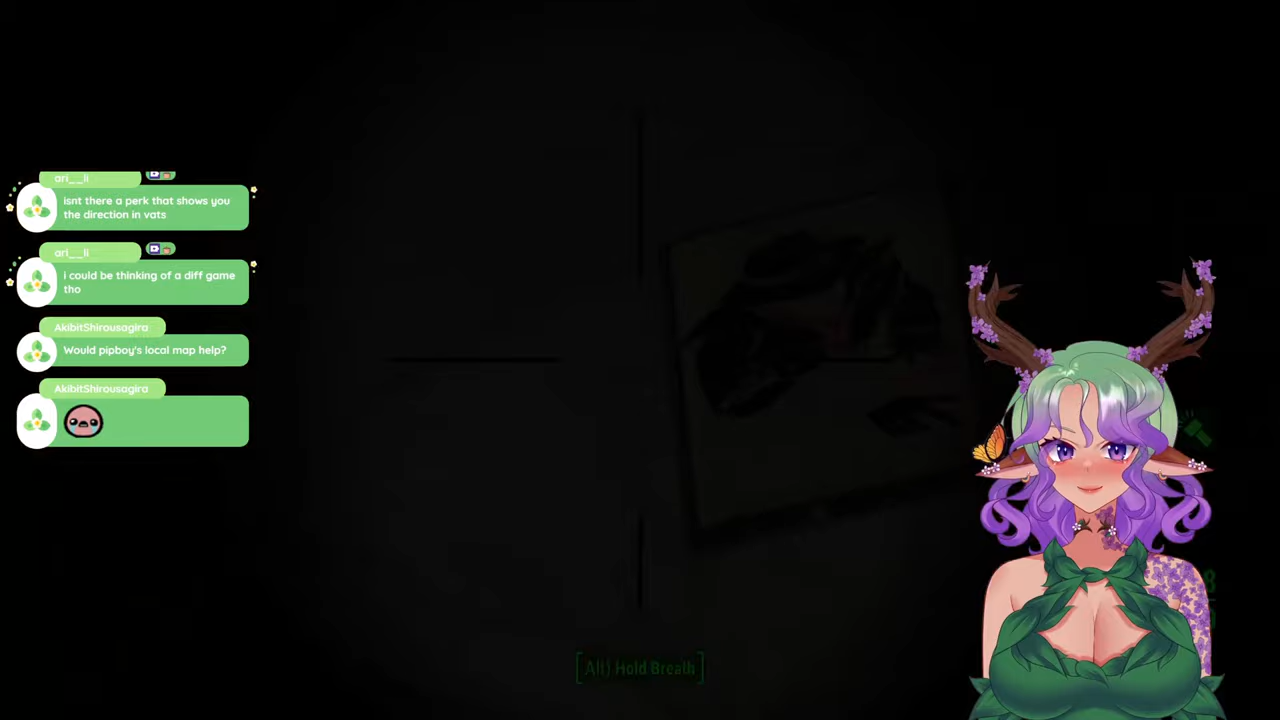 ari__li
isnt there a perk that shows you
the direction in vats
ari__li
i could be thinking of a diff game
tho
AkibitShirousagira
Would pipboy's local map help?
AkibitShirousagira
8
[Alt) Hold Breath]